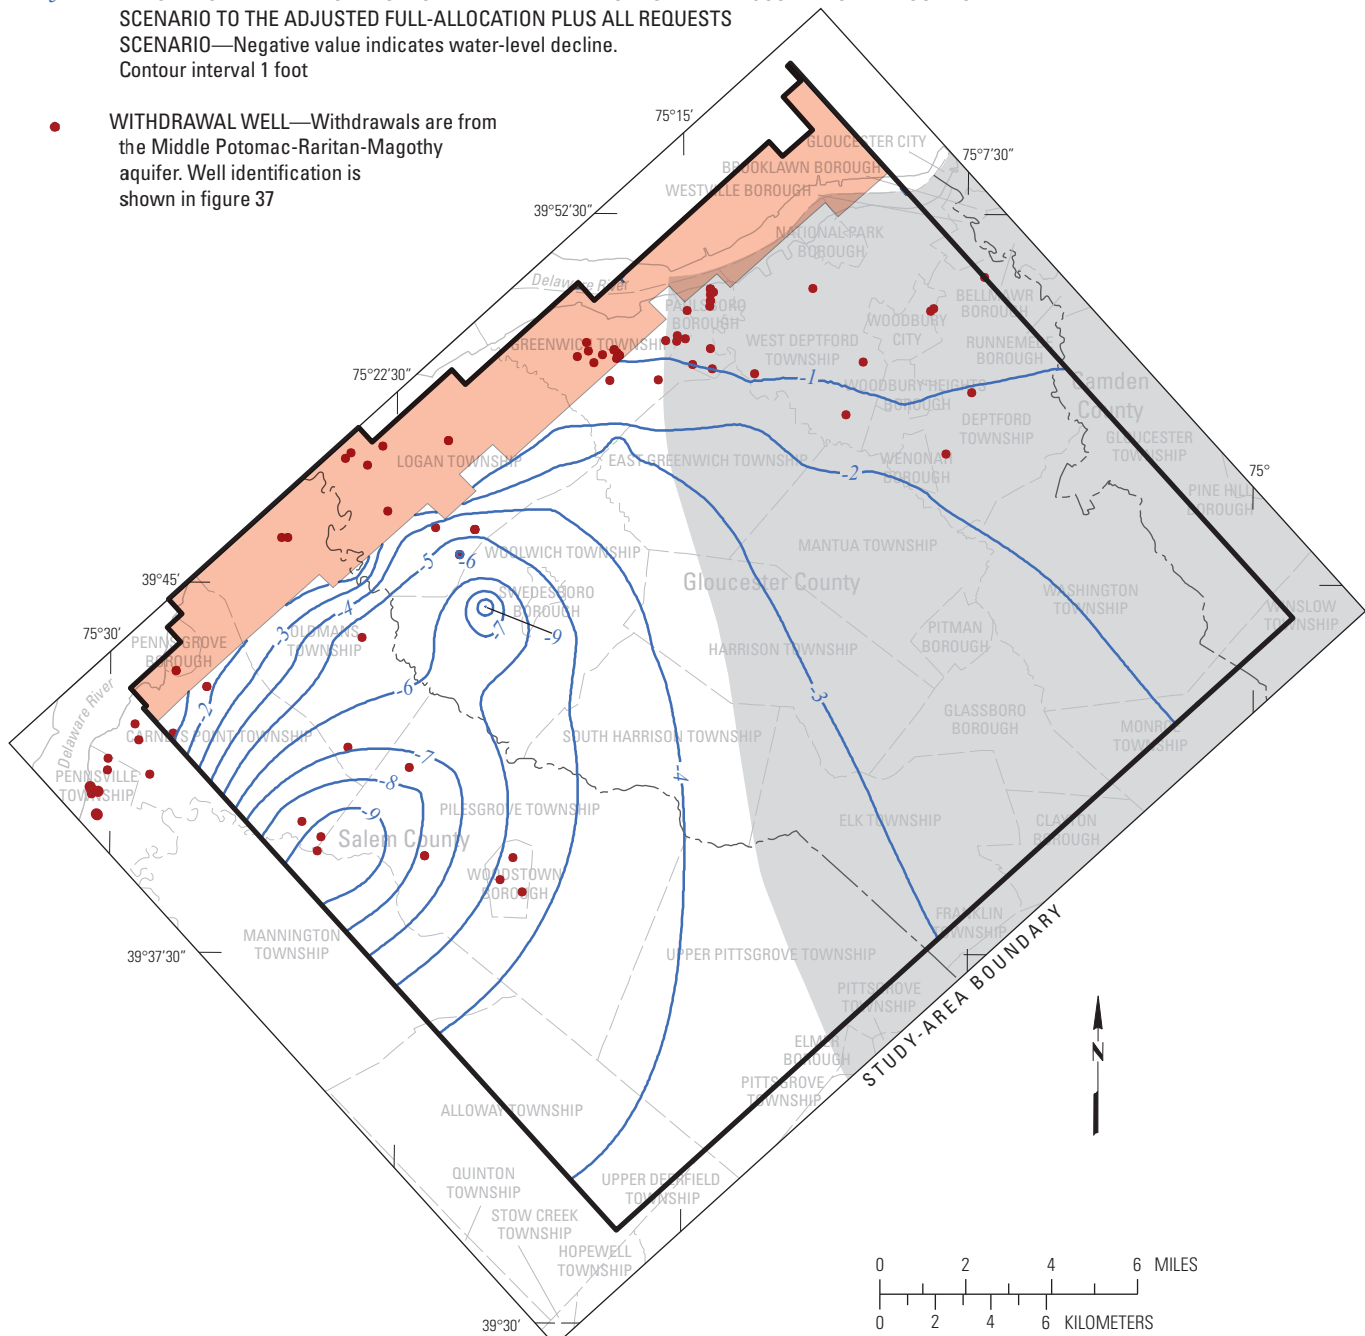 SCENARIO TO THE ADJUSTED FULL-ALLOCATION PLUS ALL REQUESTS
SCENARIO—Negative value indicates water-level decline.
Contour interval 1 foot
WITHDRAWAL WELL—Withdrawals are from
the Middle Potomac-Raritan-Magothy
aquifer. Well identification is
shown in figure 37
75°15′
75°7′30″
39°52′30″
75°22′30″
75°
39°45′
75°30′
39°37′30″
39°30′
GLOUCESTER CITY
BROOKLAWN BOROUGH
WESTVILLE BOROUGH
NATIONAL PARK
BOROUGH
Delaware River
PAULSBORO
BOROUGH
BELLMAWR
BOROUGH
WOODBURY
CITY
RUNNEMEDE
BOROUGH
WEST DEPTFORD
TOWNSHIP
GREENWICH TOWNSHIP
-1
WOODBURY HEIGHTS
BOROUGH
Camden
County
DEPTFORD
TOWNSHIP
GLOUCESTER
TOWNSHIP
LOGAN TOWNSHIP
EAST GREENWICH TOWNSHIP
WENONAH
BOROUGH
-2
PINE HILL
BOROUGH
MANTUA TOWNSHIP
WOOLWICH TOWNSHIP
-5
-6
Gloucester County
SWEDESBORO
BOROUGH
WASHINGTON
TOWNSHIP
WINSLOW
TOWNSHIP
-4
-3
OLDMANS
TOWNSHIP
-7
-9
PITMAN
BOROUGH
PENNS GROVE
BOROUGH
HARRISON TOWNSHIP
-6
-3
-2
GLASSBORO
BOROUGH
MONROE
TOWNSHIP
Delaware River
CARNEYS POINT TOWNSHIP
SOUTH HARRISON TOWNSHIP
-7
-4
PENNSVILLE
TOWNSHIP
-8
-9
PILESGROVE TOWNSHIP
ELK TOWNSHIP
CLAYTON
BOROUGH
Salem County
WOODSTOWN
BOROUGH
FRANKLIN
TOWNSHIP
MANNINGTON
TOWNSHIP
UPPER PITTSGROVE TOWNSHIP
PITTSGROVE
TOWNSHIP
STUDY-AREA BOUNDARY
ELMER
BOROUGH
N
PITTSGROVE
TOWNSHIP
ALLOWAY TOWNSHIP
QUINTON
TOWNSHIP
UPPER DEERFIELD
TOWNSHIP
STOW CREEK
TOWNSHIP
HOPEWELL
TOWNSHIP
0 2 4 6 MILES
0 2 4 6 KILOMETERS